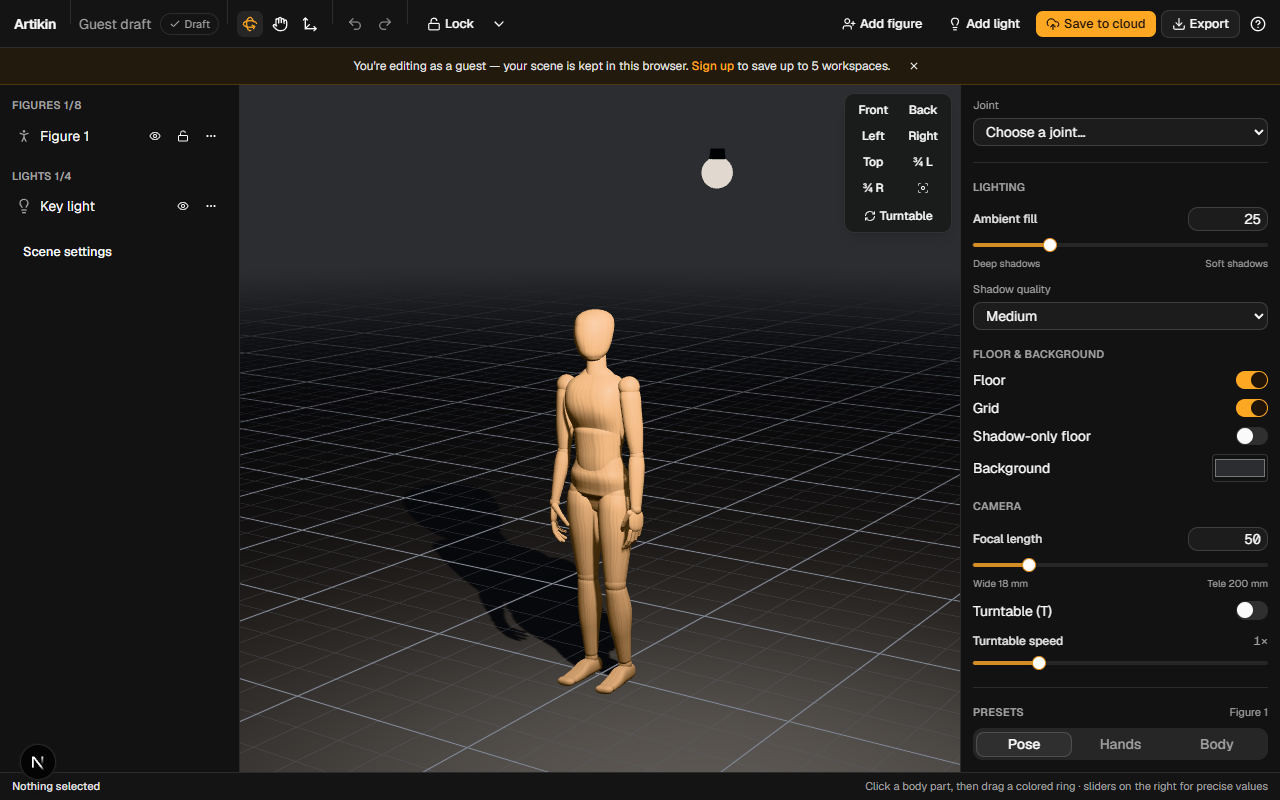 Artikin Guest draft Draft Lock Add figure Add light Save to cloud Export
You're editing as a guest — your scene is kept in this browser. Sign up to save up to 5 workspaces.
FIGURES 1/8
Figure 1
LIGHTS 1/4
Key light
Scene settings
Front Back
Left Right
Top ¾ L
¾ R
Turntable
Joint
Choose a joint...
LIGHTING
Ambient fill 25
Deep shadows Soft shadows
Shadow quality
Medium
FLOOR & BACKGROUND
Floor
Grid
Shadow-only floor
Background
CAMERA
Focal length 50
Wide 18 mm Tele 200 mm
Turntable (T)
Turntable speed 1×
PRESETS Figure 1
Pose Hands Body
N
Nothing selected Click a body part, then drag a colored ring · sliders on the right for precise values